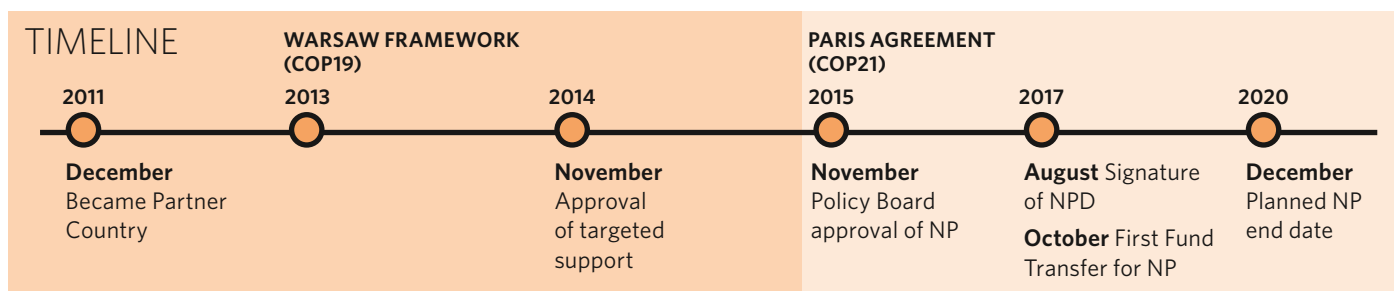 TIMELINE
WARSAW FRAMEWORK
(COP19)
PARIS AGREEMENT
(COP21)
2011
2013
2014
2015
2017
2020
December
Became Partner
Country
November
Approval
of targeted
support
November
Policy Board
approval of NP
August Signature
of NPD
October First Fund
Transfer for NP
December
Planned NP
end date